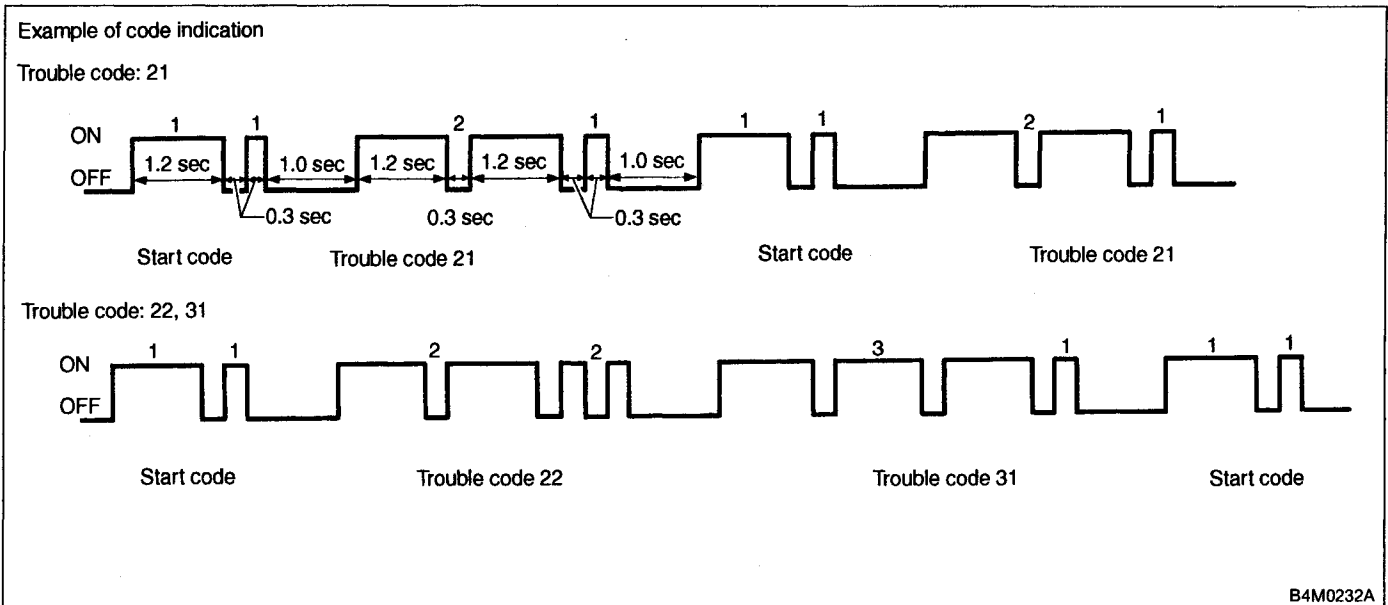 Example of code indication
Trouble code: 21
1 1 2 1 1 1 2 1
ON
1.2 sec 1.0 sec 1.2 sec 1.2 sec 1.0 sec
OFF
0.3 sec 0.3 sec 0.3 sec
Start code Trouble code 21 Start code Trouble code 21
Trouble code: 22, 31
1 1 2 2 3 1 1 1
ON
OFF
Start code Trouble code 22 Trouble code 31 Start code
B4M0232A